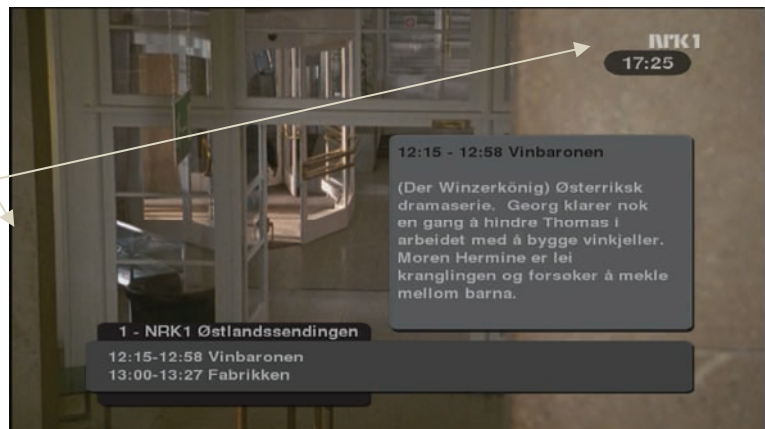 NRK1
17:25
12:15 - 12:58 Vinbaronen
(Der Winzerkönig) Østerriksk
dramaserie. Georg klarer nok
en gang å hindre Thomas i
arbeidet med å bygge vinkjeller.
Moren Hermine er lei
kranglingen og forsøker å mekle
mellom barna.
1 - NRK1 Østlandssendingen
12:15-12:58 Vinbaronen
13:00-13:27 Fabrikken